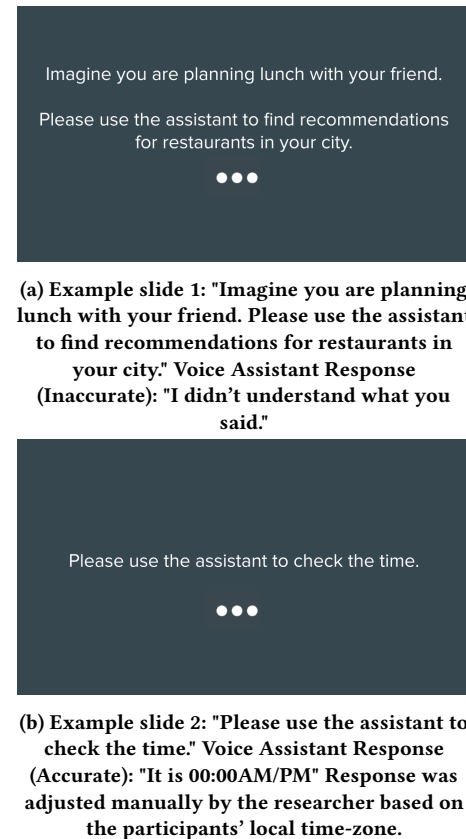 Imagine you are planning lunch with your friend.
Please use the assistant to find recommendations
for restaurants in your city.
(a) Example slide 1: "Imagine you are planning
lunch with your friend. Please use the assistant
to find recommendations for restaurants in
your city." Voice Assistant Response
(Inaccurate): "I didn’t understand what you
said."
Please use the assistant to check the time.
(b) Example slide 2: "Please use the assistant to
check the time." Voice Assistant Response
(Accurate): "It is 00:00AM/PM" Response was
adjusted manually by the researcher based on
the participants’ local time-zone.